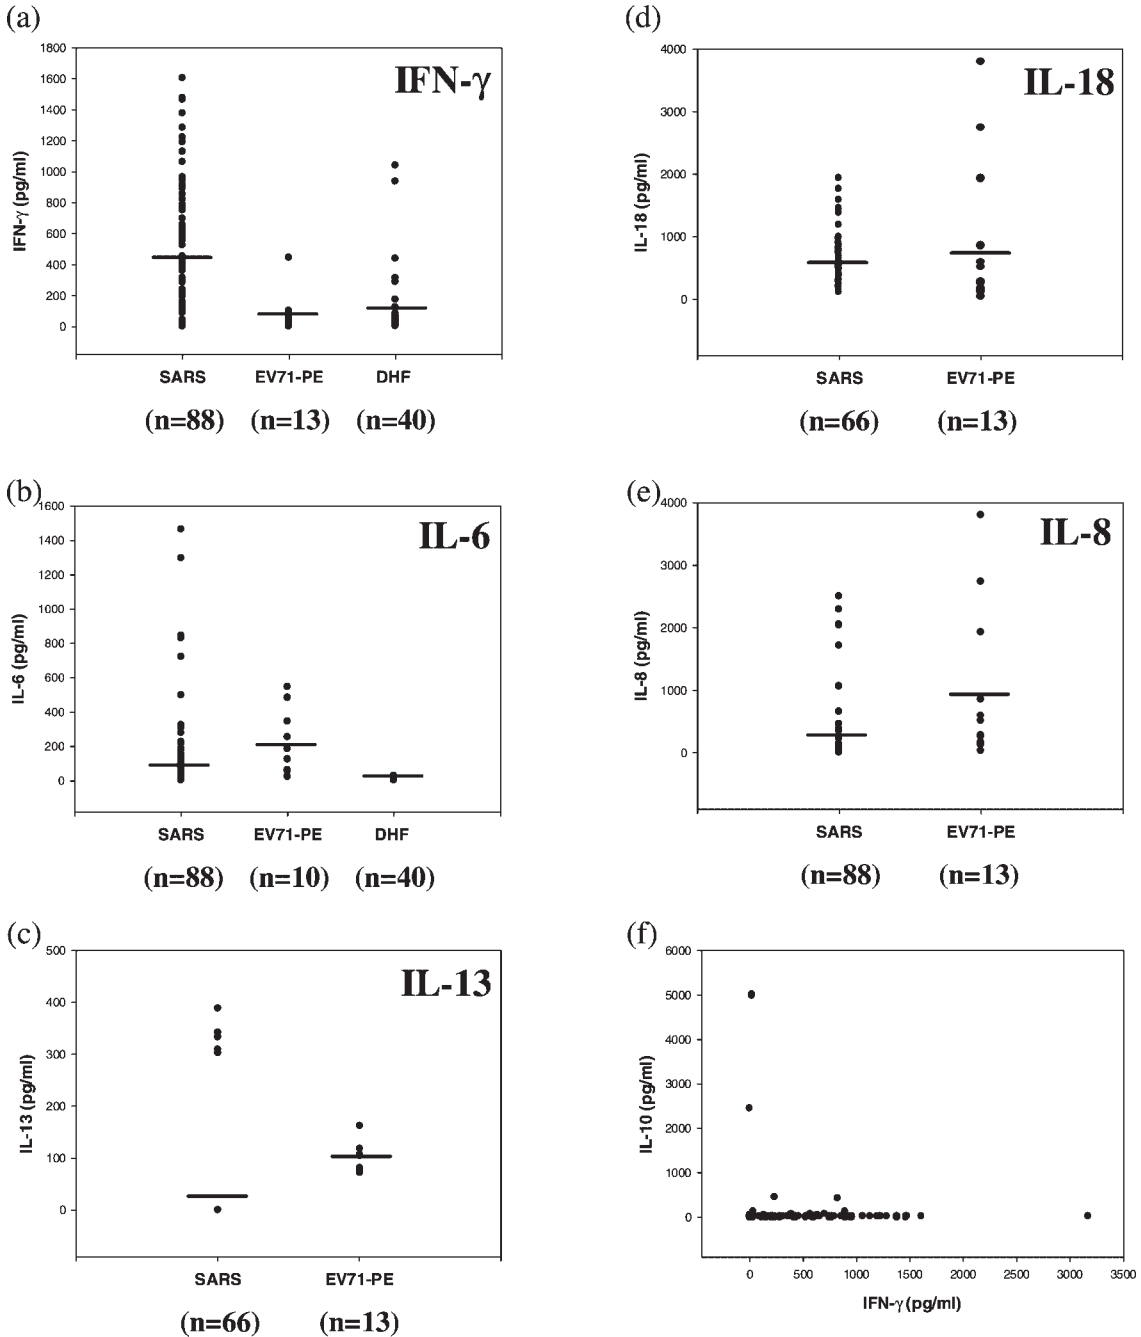 (a)
IFN-γ
IFN-γ (pg/ml)
1800
1600
1400
1200
1000
800
600
400
200
0
SARS EV71-PE DHF
(n=88) (n=13) (n=40)
(d)
IL-18
IL-18 (pg/ml)
4000
3000
2000
1000
0
SARS EV71-PE
(n=66) (n=13)
(b)
IL-6
IL-6 (pg/ml)
1600
1400
1200
1000
800
600
400
200
0
SARS EV71-PE DHF
(n=88) (n=10) (n=40)
(e)
IL-8
IL-8 (pg/ml)
4000
3000
2000
1000
0
SARS EV71-PE
(n=88) (n=13)
(c)
IL-13
IL-13 (pg/ml)
500
400
300
200
100
0
SARS EV71-PE
(n=66) (n=13)
(f)
IL-10 (pg/ml)
6000
5000
4000
3000
2000
1000
0
0 500 1000 1500 2000 2500 3000 3500
IFN-γ (pg/ml)